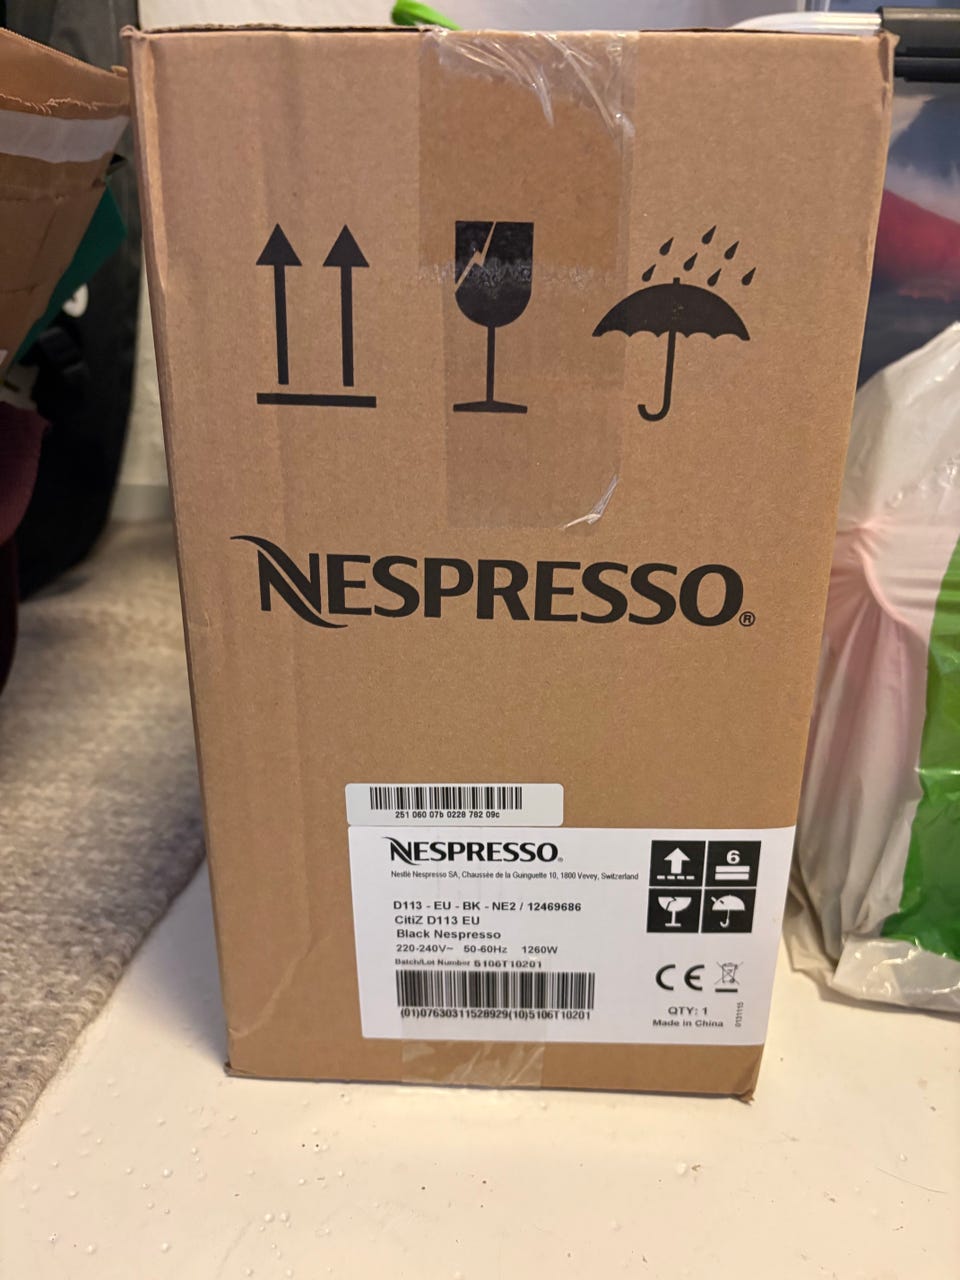 NESPRESSO®
251 060 07b 0228 782 09c
NESPRESSO®
Nestlé Nespresso SA, Chaussée de la Guinguette 10, 1800 Vevey, Switzerland
6
D113 - EU - BK - NE2 / 12469686
CitiZ D113 EU
Black Nespresso
220-240V~ 50-60Hz 1260W
Batch/Lot Number 5106T10201
(01)07630311528929(10)5106T10201
CE
QTY: 1
Made in China
0131115